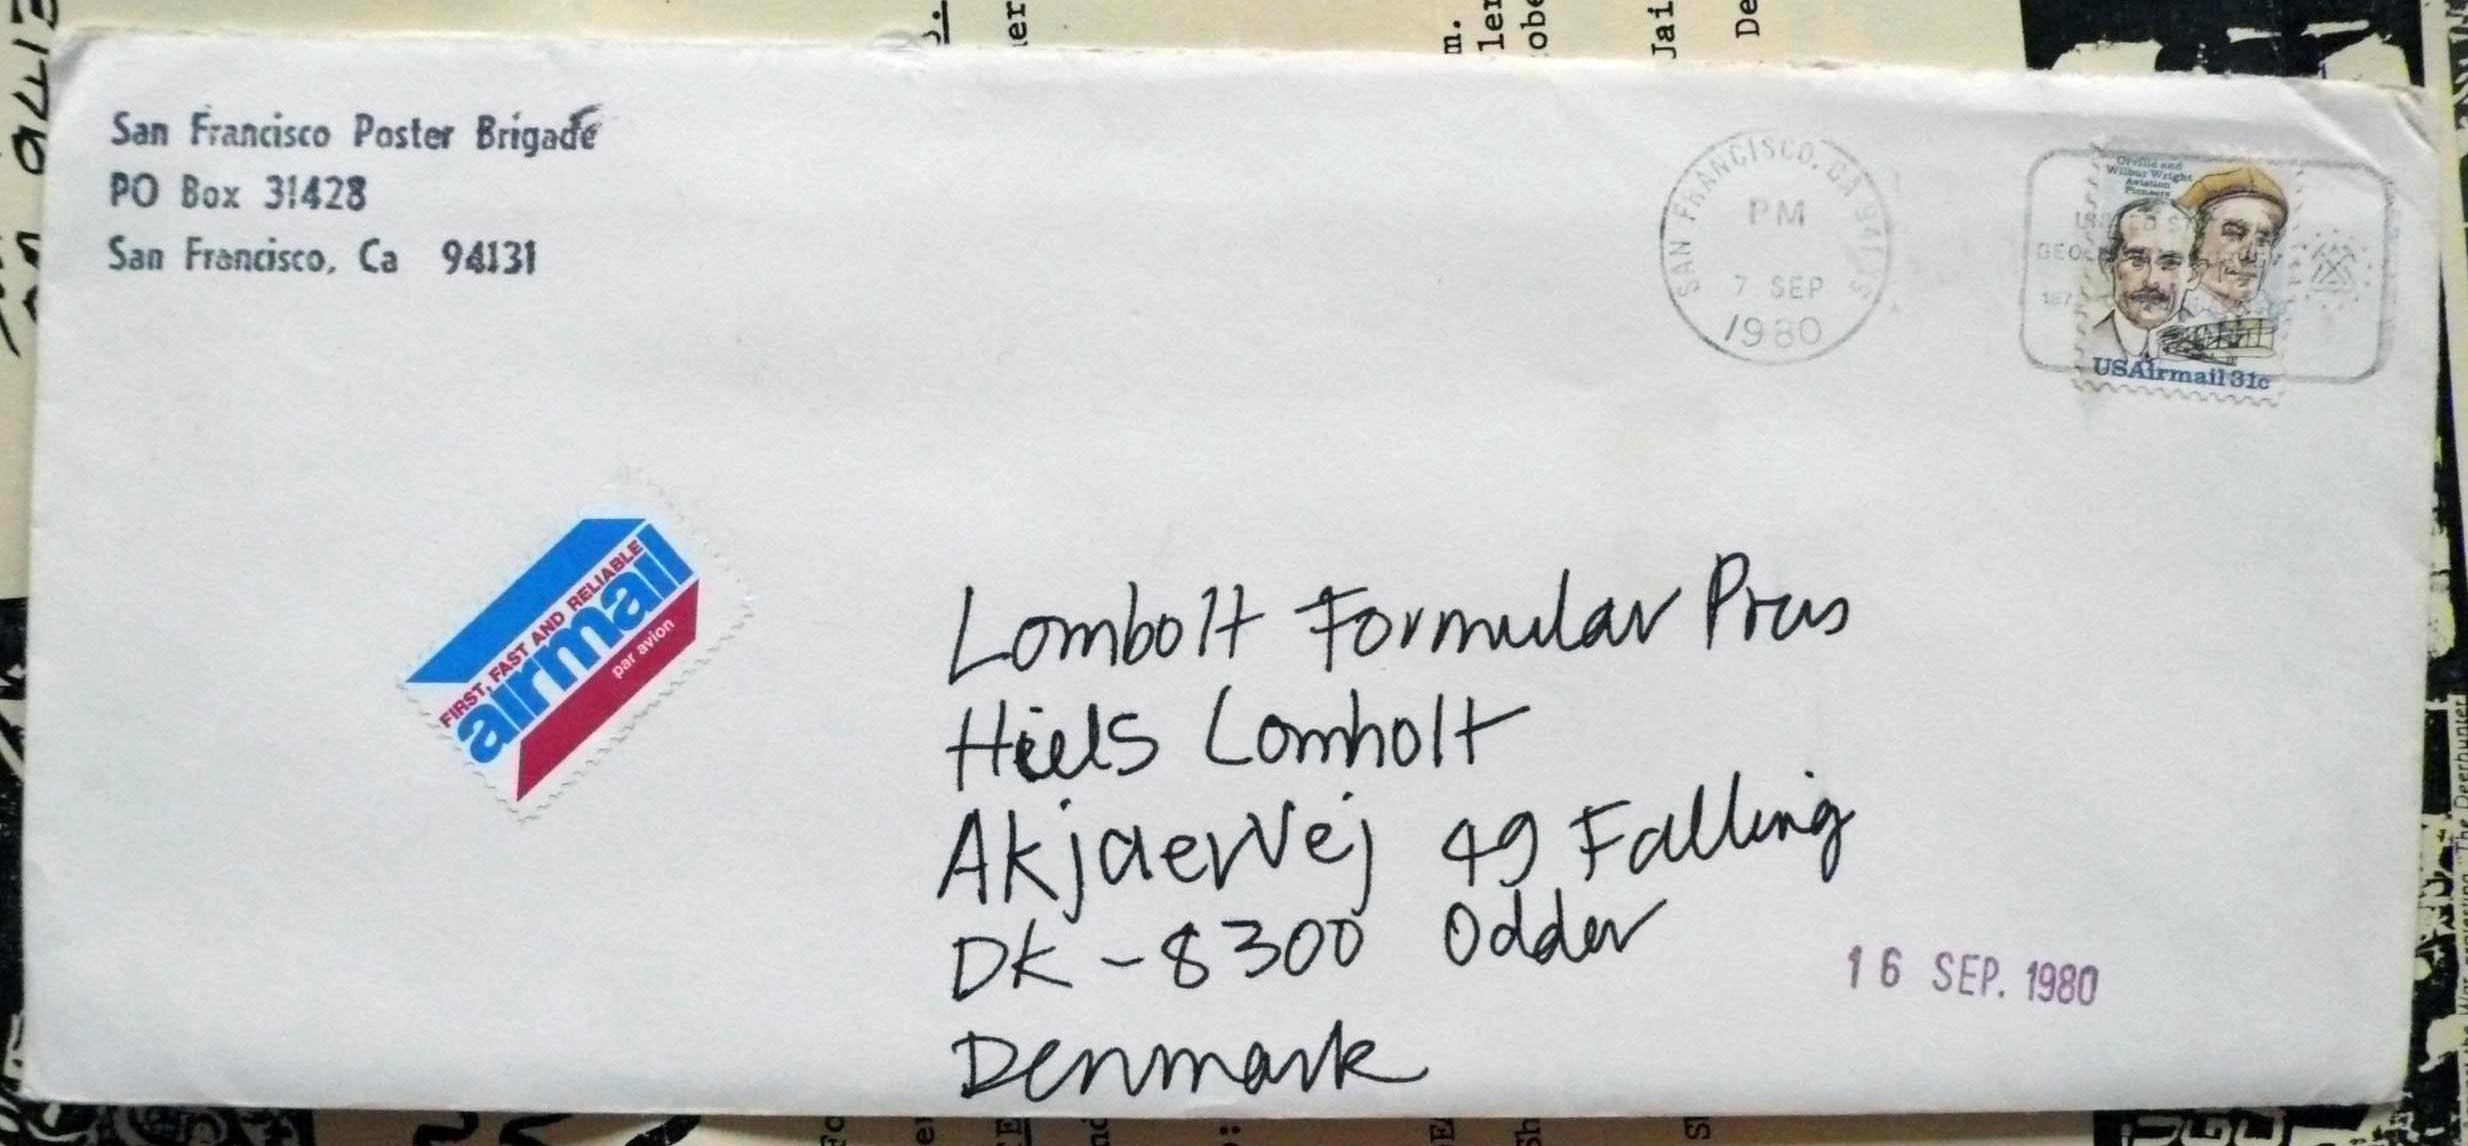 San Francisco Poster Brigade
PO Box 31428
San Francisco, Ca 94131
SAN FRANCISCO, CA 941
PM
7 SEP
1980
Orville and
Wilbur Wright
Aviation
Pioneers
USAirmail 31c
FIRST, FAST AND RELIABLE
airmail
par avion
Lombolt Formular Press
Hiels Lomholt
Akjaervej 49 Falling
DK - 8300 Odder
Denmark
16 SEP. 1980